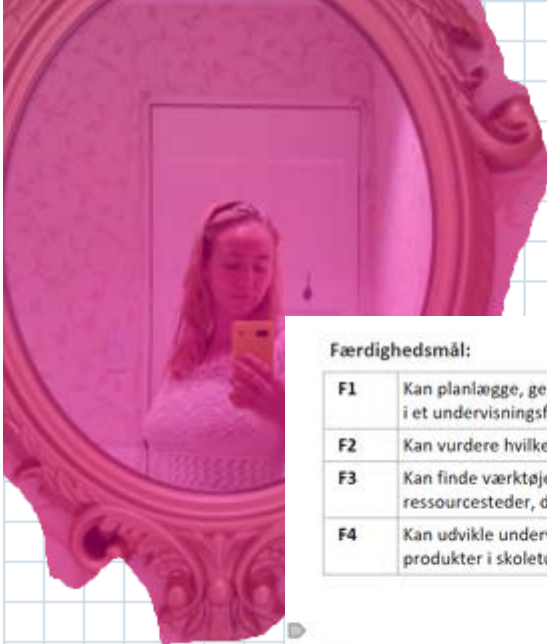 Færdighedsmål:
F1 Kan planlægge, ge
i et undervisningsf
F2 Kan vurdere hvilke
F3 Kan finde værktøje
ressourcesteder, d
F4 Kan udvikle underv
produkter i skoletu